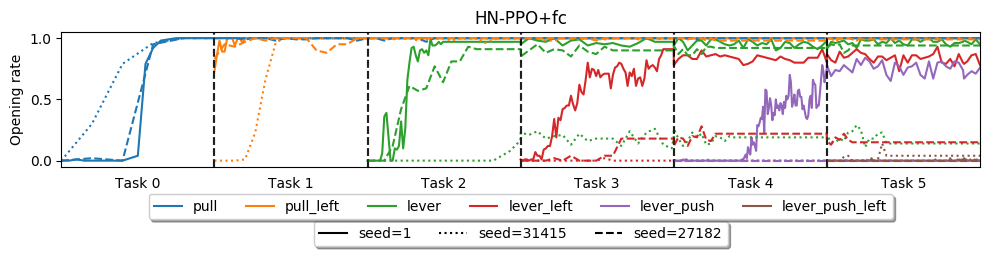 HN-PPO+fc
1.0
0.5
0.0
Opening rate
Task 0 Task 1 Task 2 Task 3 Task 4 Task 5
pull pull_left lever lever_left lever_push lever_push_left
seed=1 seed=31415 seed=27182